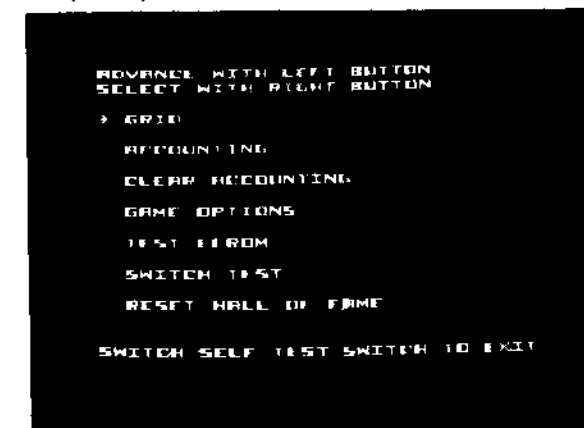 ADVANCE WITH LEFT BUTTON
SELECT WITH RIGHT BUTTON
→ GRID
ACCOUNTING
CLEAR ACCOUNTING
GAME OPTIONS
TEST EEROM
SWITCH TEST
RESET HALL OF FAME
SWITCH SELF TEST SWITCH TO EXIT